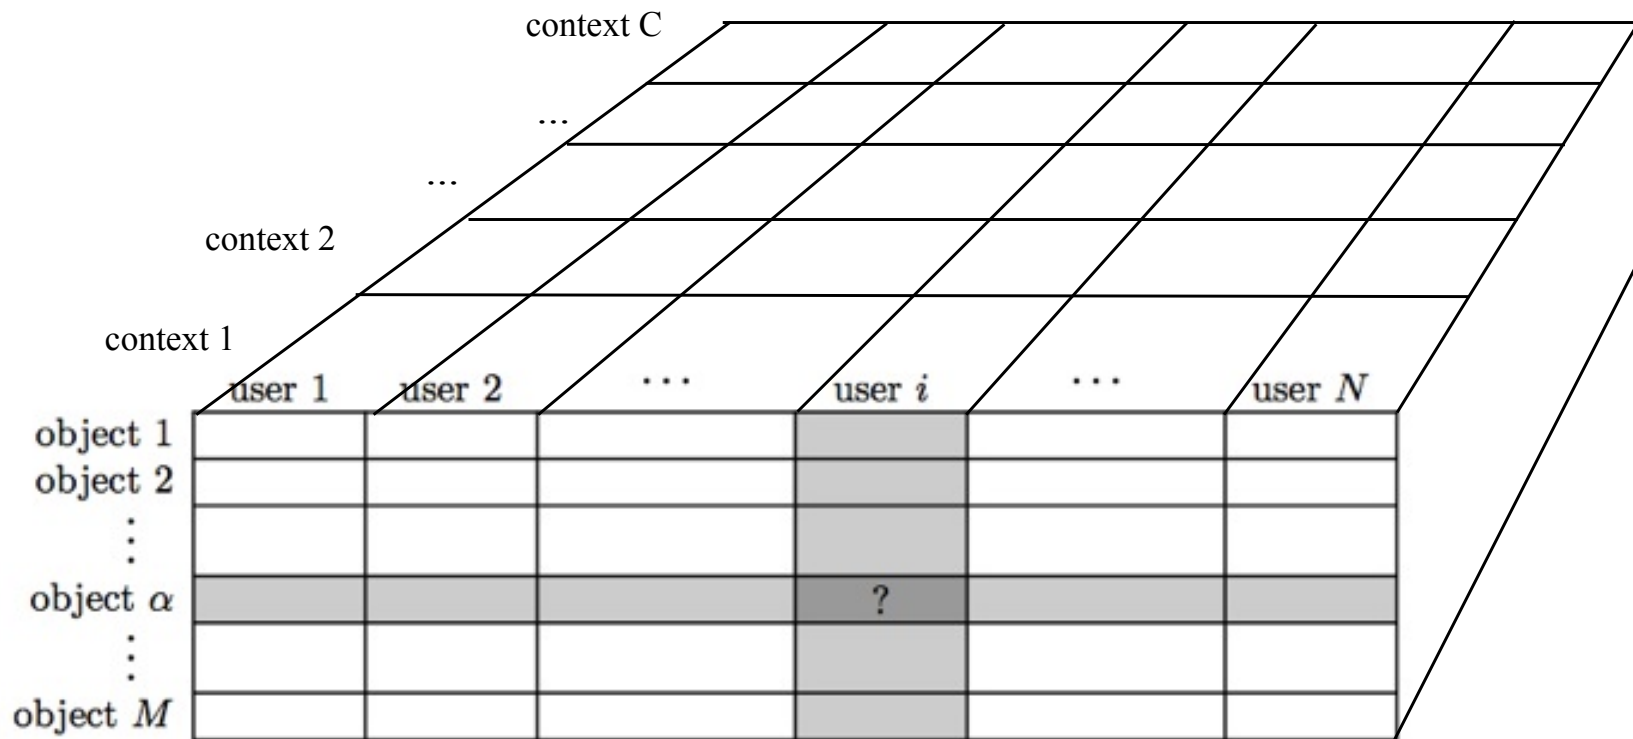 context C
...
...
context 2
context 1
user 1 user 2 ... user i ... user N
object 1
object 2
⋮
object α ?
⋮
object M